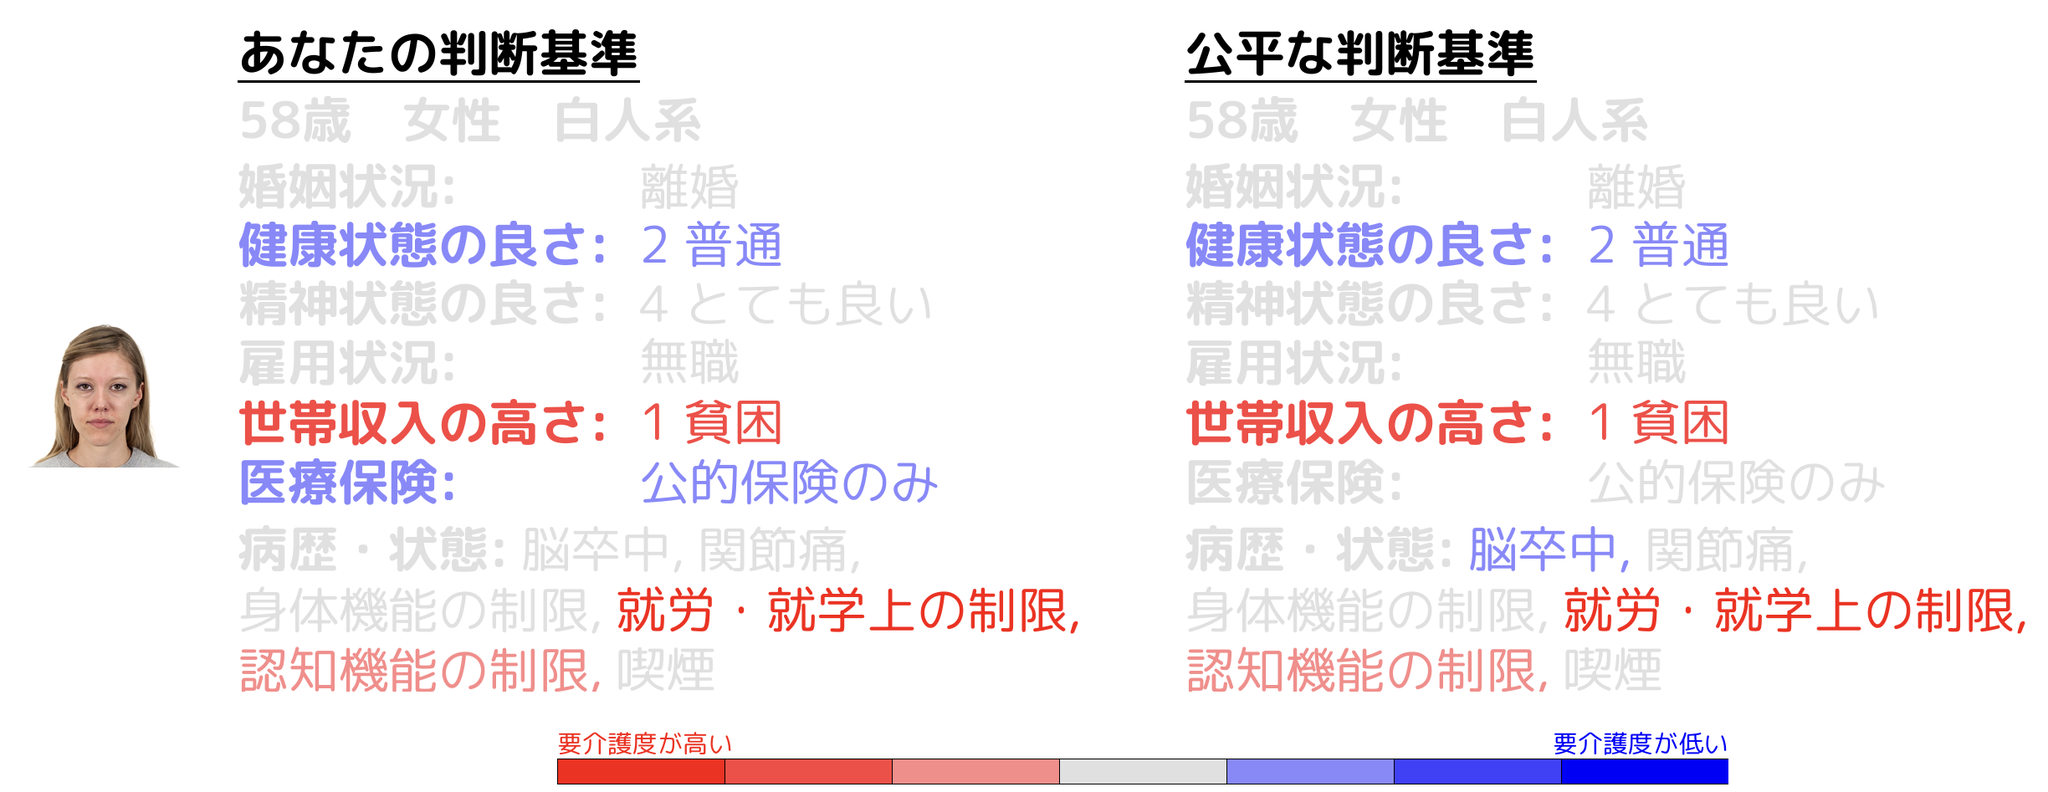 あなたの判断基準
58歳 女性 白人系
婚姻状況: 離婚
健康状態の良さ: 2 普通
精神状態の良さ: 4 とても良い
雇用状況: 無職
世帯収入の高さ: 1 貧困
医療保険: 公的保険のみ
病歴・状態: 脳卒中, 関節痛,
身体機能の制限, 就労・就学上の制限,
認知機能の制限, 喫煙
公平な判断基準
58歳 女性 白人系
婚姻状況: 離婚
健康状態の良さ: 2 普通
精神状態の良さ: 4 とても良い
雇用状況: 無職
世帯収入の高さ: 1 貧困
医療保険: 公的保険のみ
病歴・状態: 脳卒中, 関節痛,
身体機能の制限, 就労・就学上の制限,
認知機能の制限, 喫煙
要介護度が高い
要介護度が低い